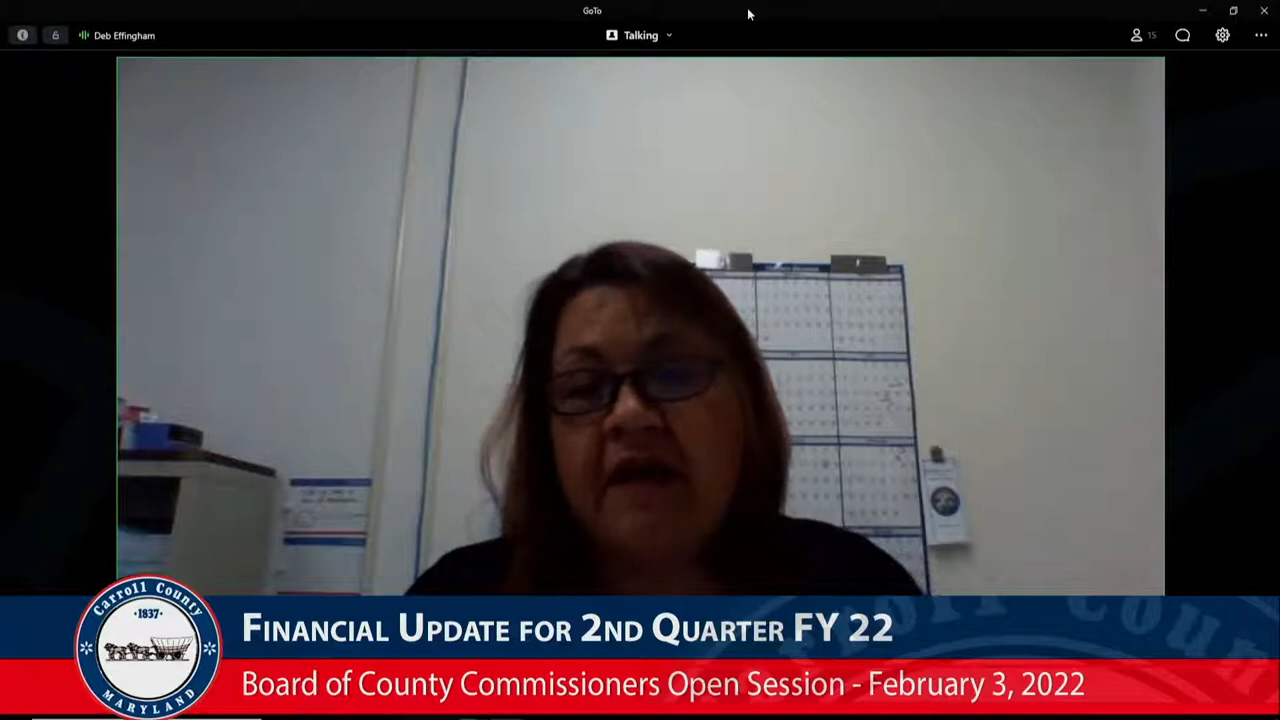 GoTo
Deb Effingham
Talking
15
FINANCIAL UPDATE FOR 2ND QUARTER FY 22
Board of County Commissioners Open Session - February 3, 2022
Carroll County
·1837·
MARYLAND